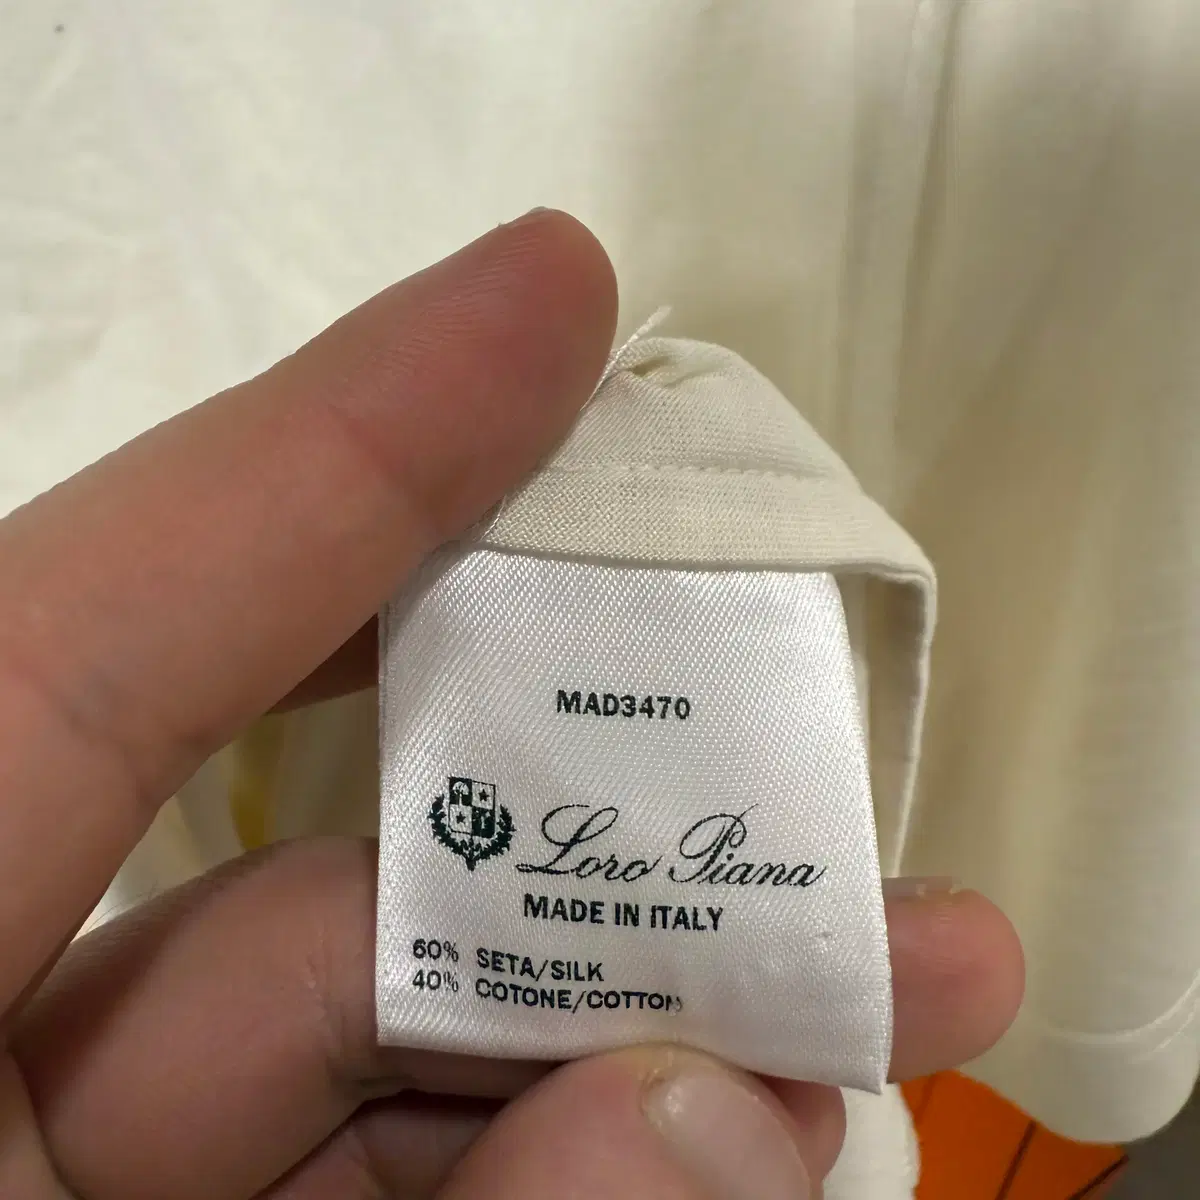 MAD3470
Loro Piana
MADE IN ITALY
60% SETA/SILK
40% COTONE/COTTON